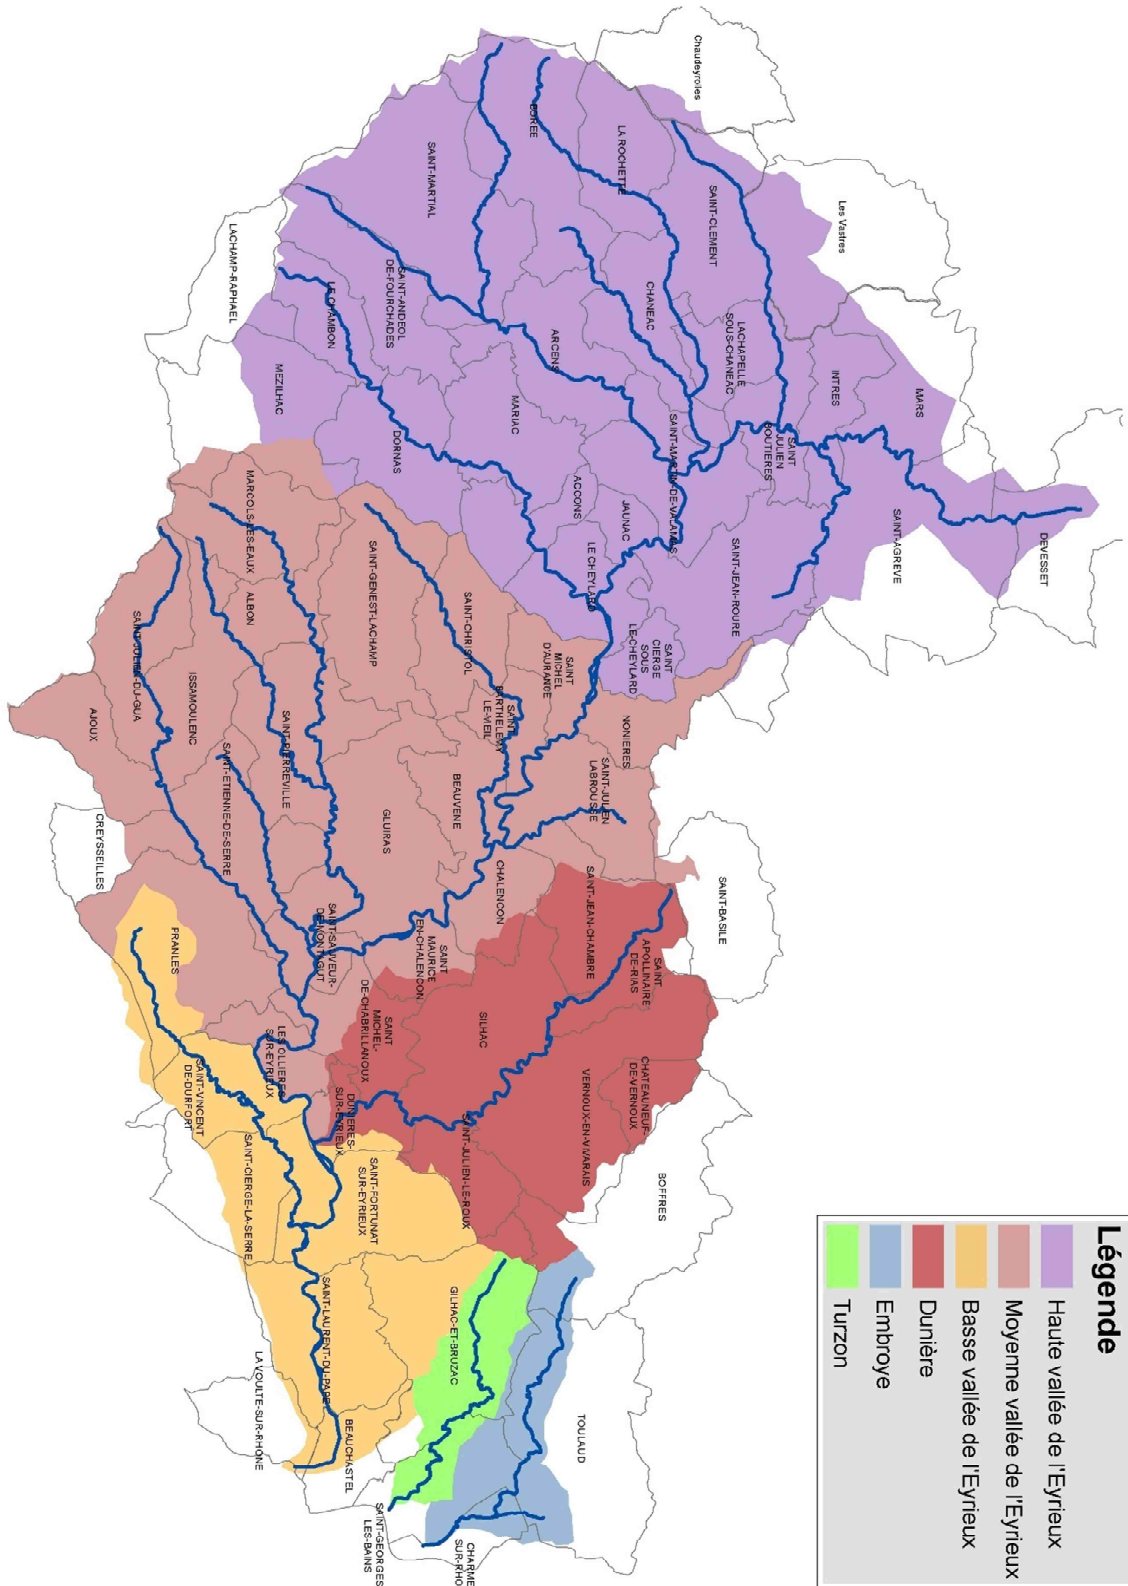 Légende
Haute vallée de l'Eyrieux
Moyenne vallée de l'Eyrieux
Basse vallée de l'Eyrieux
Dunière
Embroye
Turzon
DEVESSET
MARS
SAINT-AGREVE
Les Vastres
Chaudeyrolles
INTRES
SAINT
JULIEN
BOUTIERES
SAINT-JEAN-ROURE
SAINT-CLEMENT
LACHAPELLE
SOUS-CHANEAC
LA ROCHETTE
CHANEAC
SAINT-MARTIN-DE-VALAMAS
JAUNAC
SAINT
CIERGE
SOUS
LE-CHEYLARD
BOREE
ARCENS
ACCONS
LE CHEYLARD
MARIAC
SAINT-MARTIAL
SAINT-ANDEOL
DE-FOURCHADES
LE CHAMBON
DORNAS
MEZILHAC
LACHAMP-RAPHAEL
NONIERES
SAINT-JULIEN
LABROUSSE
SAINT
MICHEL
D'AURANCE
SAINT-CHRISTOL
SAINT
BARTHELEMY
LE-MEIL
SAINT-GENEST-LACHAMP
BEAUVENE
CHALENCON
GLUIRAS
MARCOLS-LES-EAUX
ALBON
SAINT-PIERREVILLE
ISSAMOULENC
SAINT-ETIENNE-DE-SERRE
SAINT-JULIEN-DU-GUA
AJOUX
CREYSSEILLES
SAINT-SAUVEUR-
DE-MONTAGUT
SAINT
MAURICE
EN-CHALENCON
SAINT
MICHEL-
DE-CHABRILLANOUX
LES OLLIERES
SUR-EYRIEUX
SAINT-BASILE
SAINT
APOLLINAIRE-
DE-RIAS
SAINT-JEAN-CHAMBRE
SILHAC
CHATEAUNEUF-
DE-VERNOUX
VERNOUX-EN-VIVARAIS
BOFFRES
SAINT-JULIEN-LE-ROUX
DUNIERES-
SUR-EYRIEUX
PRANLES
SAINT-VINCENT
DE-DURFORT
SAINT-CIERGE-LA-SERRE
SAINT-FORTUNAT
SUR-EYRIEUX
SAINT-LAURENT-DU-PAPE
BEAUCHASTEL
LA VOULTE-SUR-RHÔNE
GILHAC-ET-BRUZAC
TOULAUD
SAINT-GEORGES
LES-BAINS
CHARME
SUR-RHO